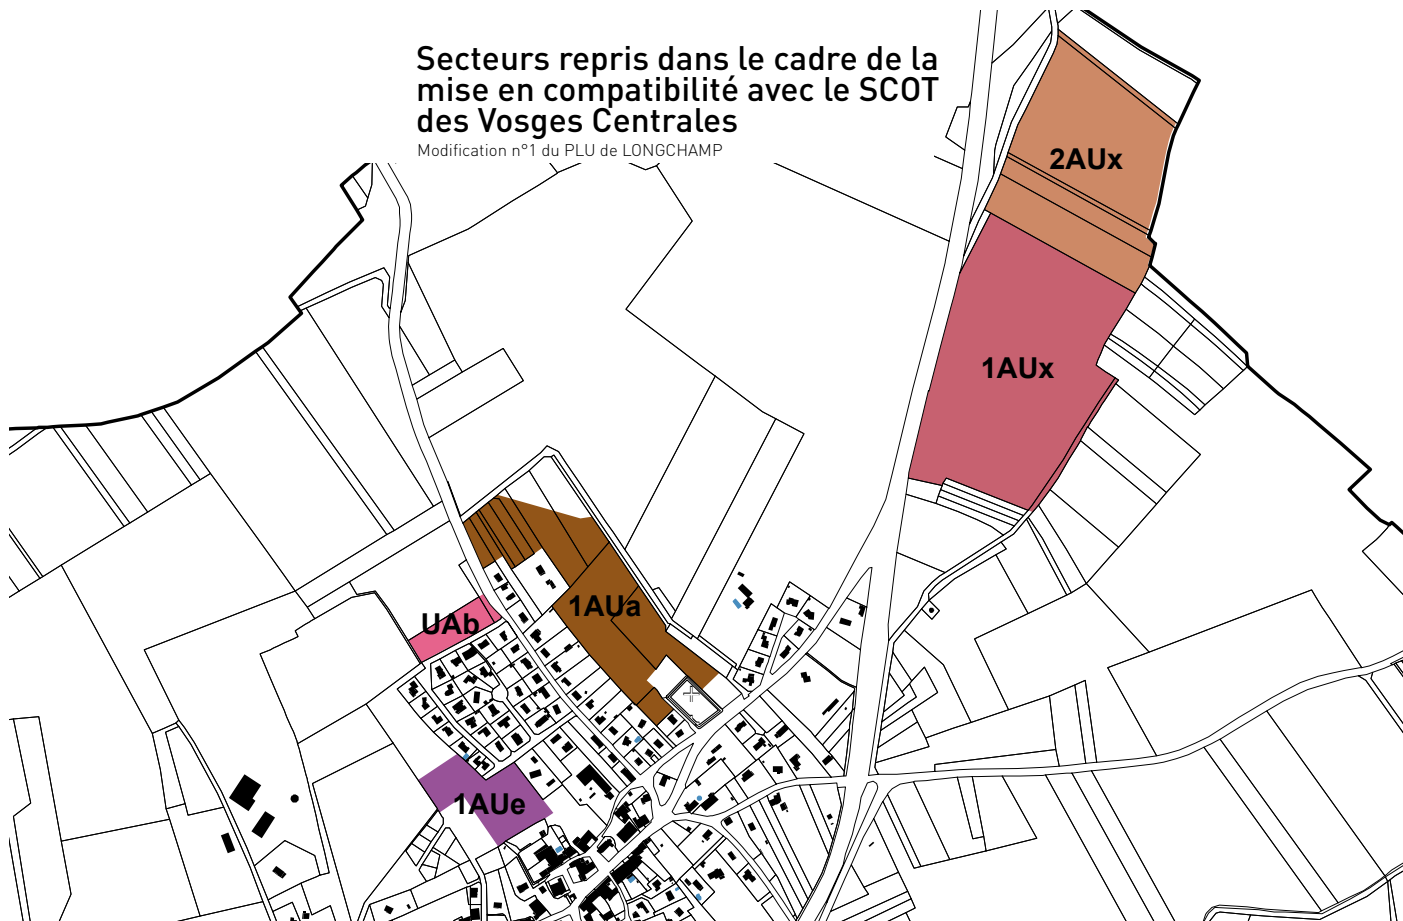 Secteurs repris dans le cadre de la
mise en compatibilité avec le SCOT
des Vosges Centrales
Modification n°1 du PLU de LONGCHAMP
2AUx
1AUx
1AUa
UAb
1AUe